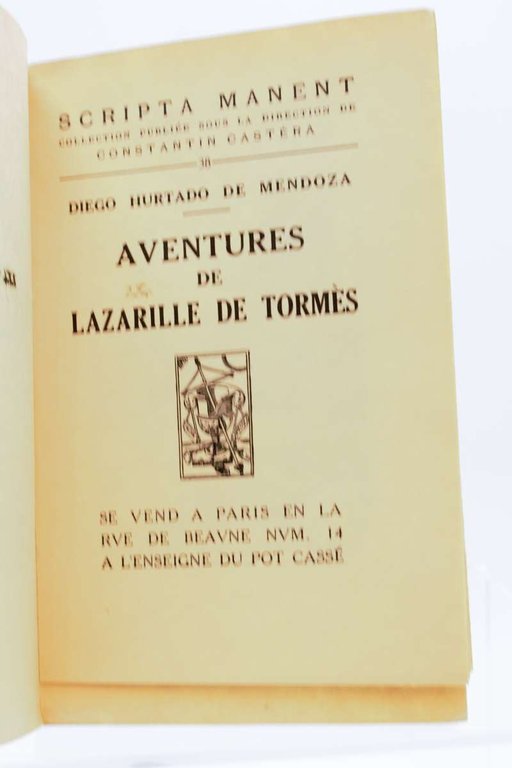 SCRIPTA MANENT
COLLECTION PUBLIÉE SOUS LA DIRECTION DE
CONSTANTIN CASTÉRA
38
DIEGO HURTADO DE MENDOZA
AVENTURES
DE
LAZARILLE DE TORMÈS
SE VEND A PARIS EN LA
RVE DE BEAVNE NVM. 14
A L'ENSEIGNE DU POT CASSÉ